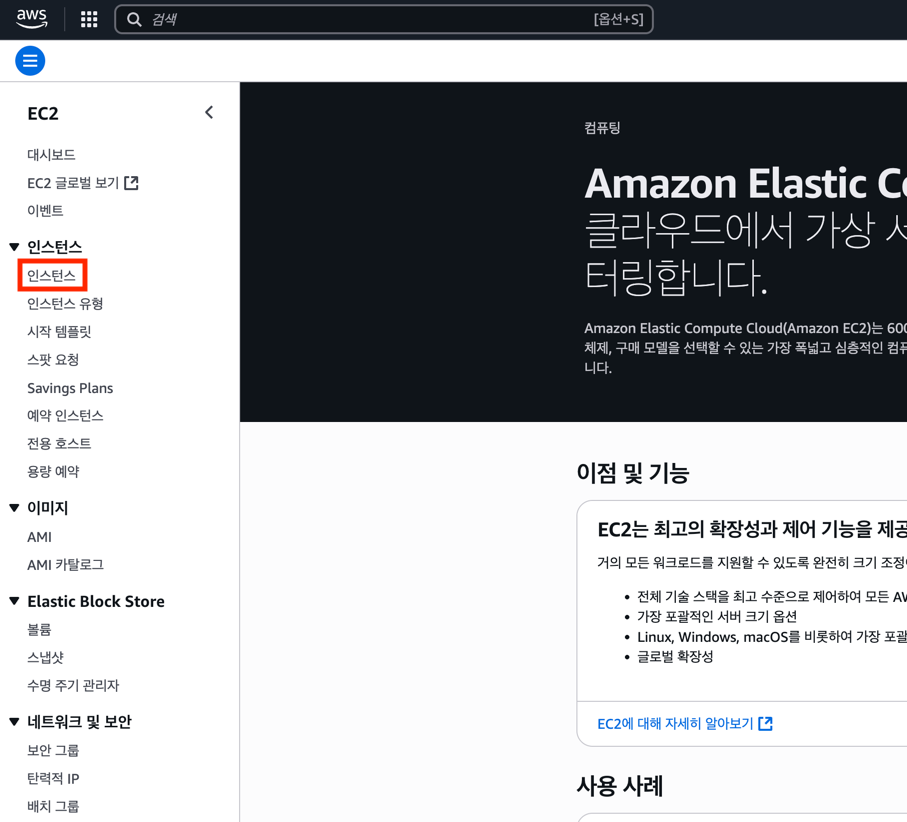 aws
검색
[옵션+S]
EC2
대시보드
EC2 글로벌 보기
이벤트
인스턴스
인스턴스
인스턴스 유형
시작 템플릿
스팟 요청
Savings Plans
예약 인스턴스
전용 호스트
용량 예약
이미지
AMI
AMI 카탈로그
Elastic Block Store
볼륨
스냅샷
수명 주기 관리자
네트워크 및 보안
보안 그룹
탄력적 IP
배치 그룹
컴퓨팅
Amazon Elastic C
클라우드에서 가상 서
터링합니다.
Amazon Elastic Compute Cloud(Amazon EC2)는 600
체제, 구매 모델을 선택할 수 있는 가장 폭넓고 심층적인 컴퓨
니다.
이점 및 기능
EC2는 최고의 확장성과 제어 기능을 제공
거의 모든 워크로드를 지원할 수 있도록 완전히 크기 조정
• 전체 기술 스택을 최고 수준으로 제어하여 모든 AW
• 가장 포괄적인 서버 크기 옵션
• Linux, Windows, macOS를 비롯하여 가장 포괄
• 글로벌 확장성
EC2에 대해 자세히 알아보기
사용 사례